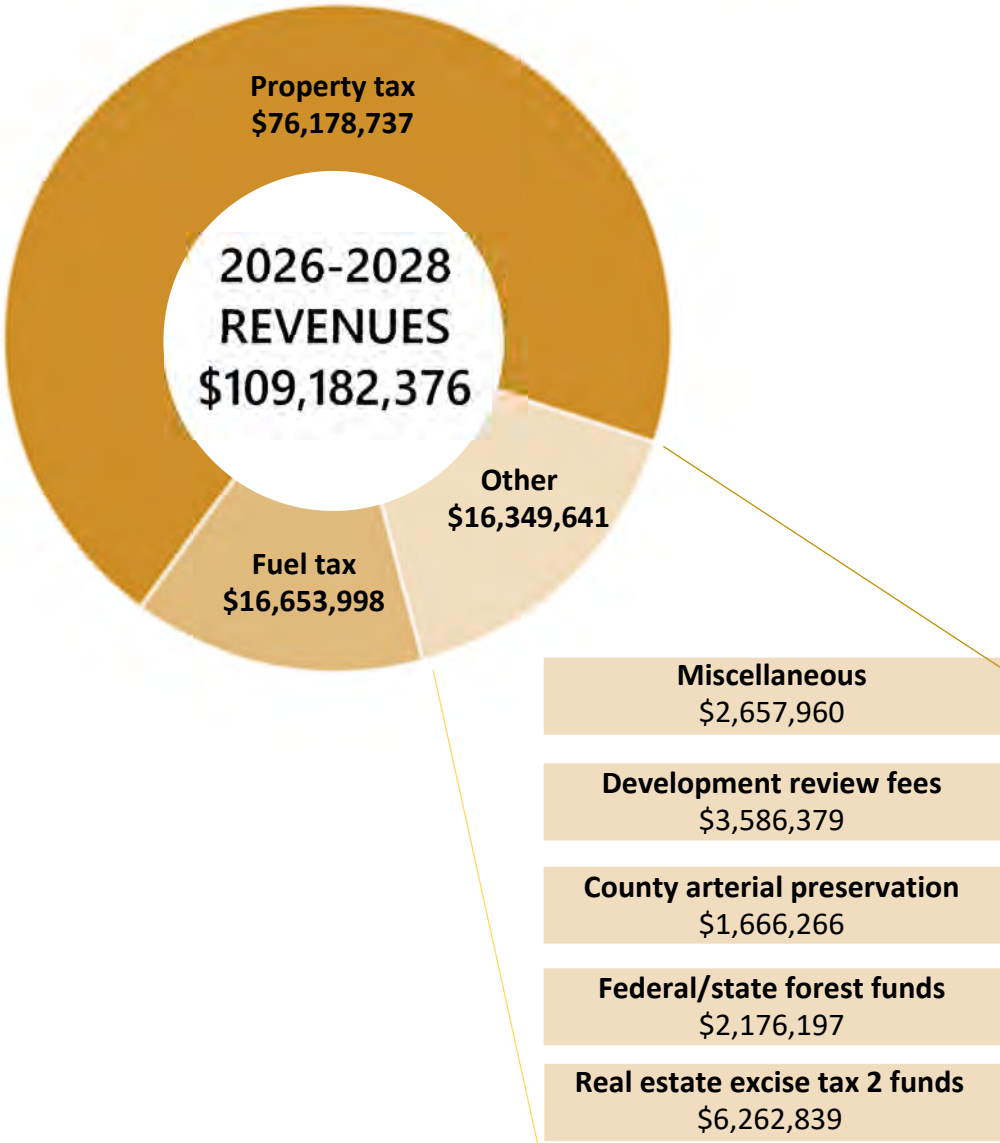 Property tax
$76,178,737
2026-2028
REVENUES
$109,182,376
Other
$16,349,641
Fuel tax
$16,653,998
Miscellaneous
$2,657,960
Development review fees
$3,586,379
County arterial preservation
$1,666,266
Federal/state forest funds
$2,176,197
Real estate excise tax 2 funds
$6,262,839